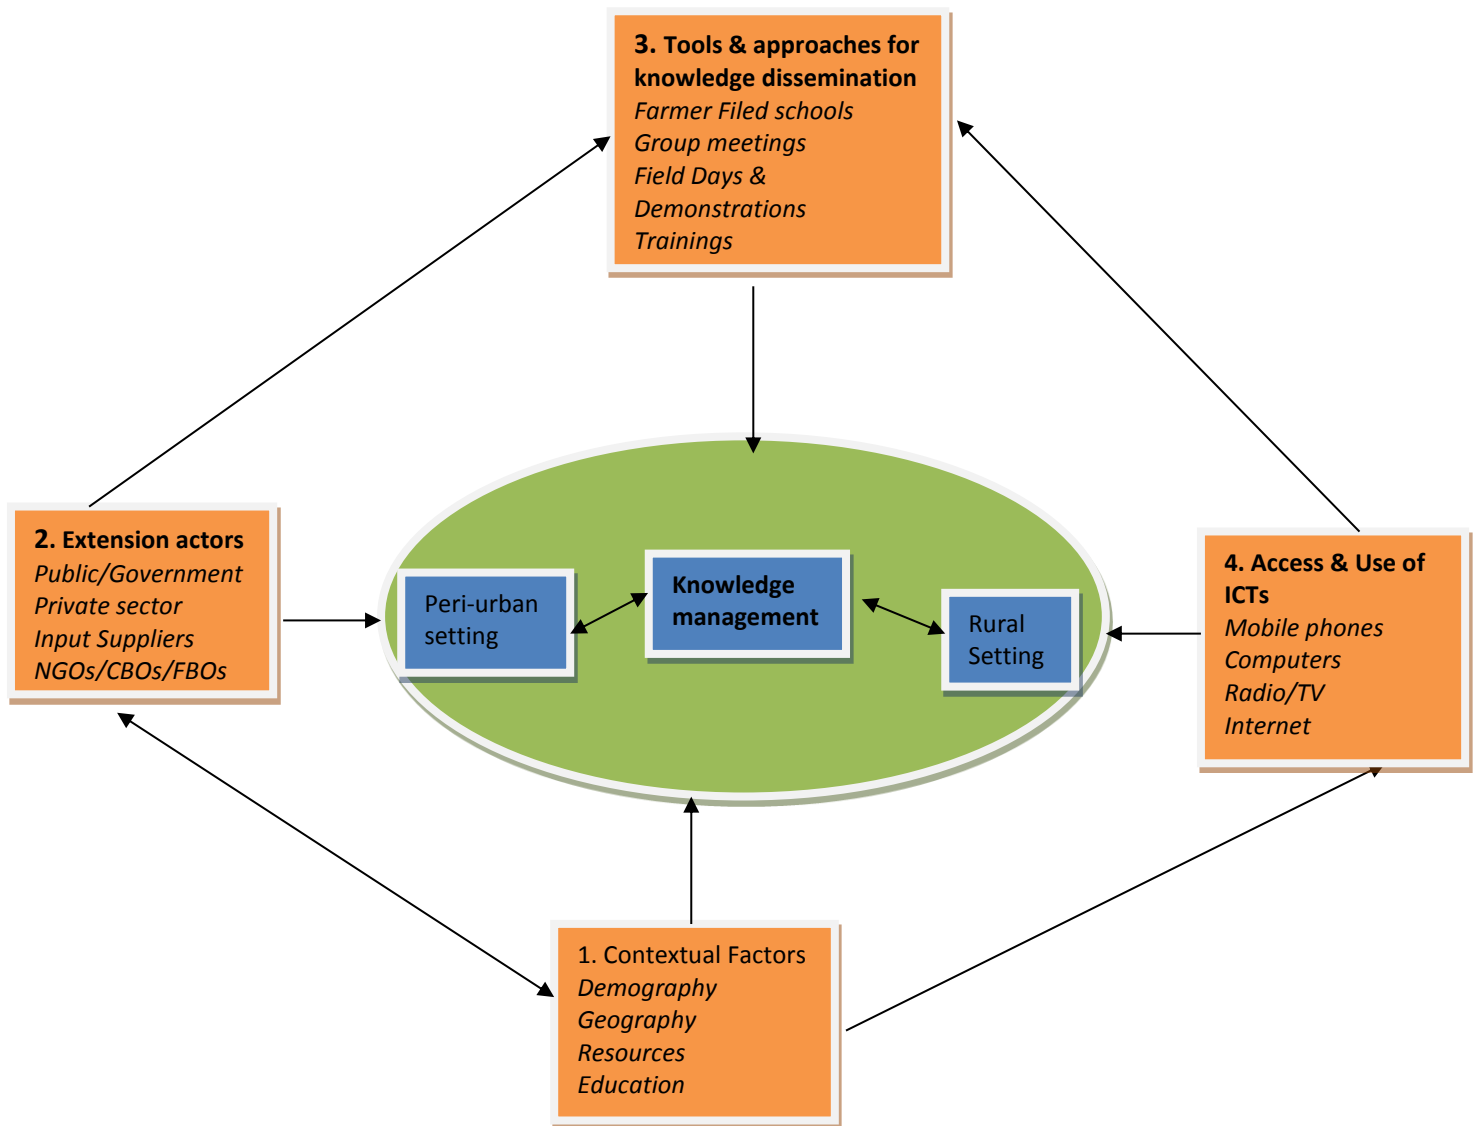 3. Tools & approaches for
knowledge dissemination
Farmer Filed schools
Group meetings
Field Days &
Demonstrations
Trainings
2. Extension actors
Public/Government
Private sector
Input Suppliers
NGOs/CBOs/FBOs
Peri-urban
setting
Knowledge
management
Rural
Setting
4. Access & Use of
ICTs
Mobile phones
Computers
Radio/TV
Internet
1. Contextual Factors
Demography
Geography
Resources
Education